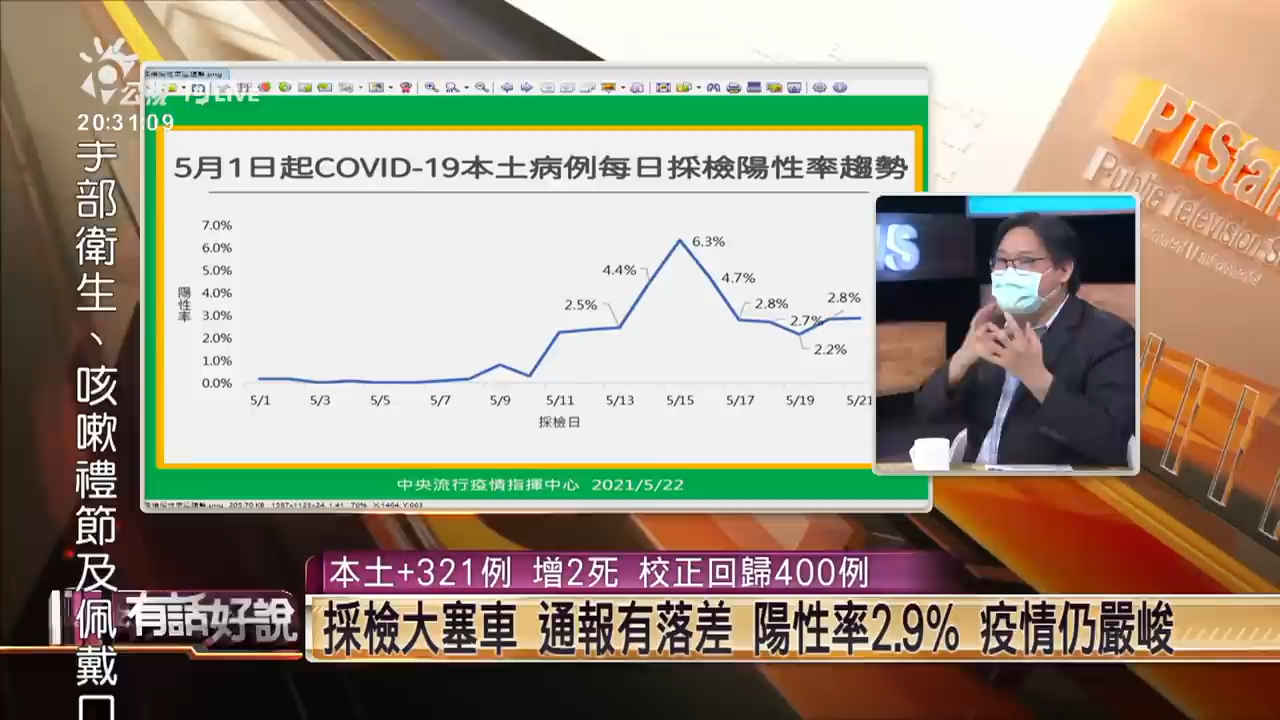 公視
LIVE
20:31:09
手部衛生、咳嗽禮節及佩戴口
5月1日起COVID-19本土病例每日採檢陽性率趨勢
陽性率
7.0%
6.0%
5.0%
4.0%
3.0%
2.0%
1.0%
0.0%
6.3%
4.4%
4.7%
2.5%
2.8%
2.8%
2.7%
2.2%
5/1
5/3
5/5
5/7
5/9
5/11
5/13
5/15
5/17
5/19
5/21
採檢日
中央流行疫情指揮中心 2021/5/22
PTS
Public Television S
本土+321例 增2死 校正回歸400例
有話好說
採檢大塞車 通報有落差 陽性率2.9% 疫情仍嚴峻